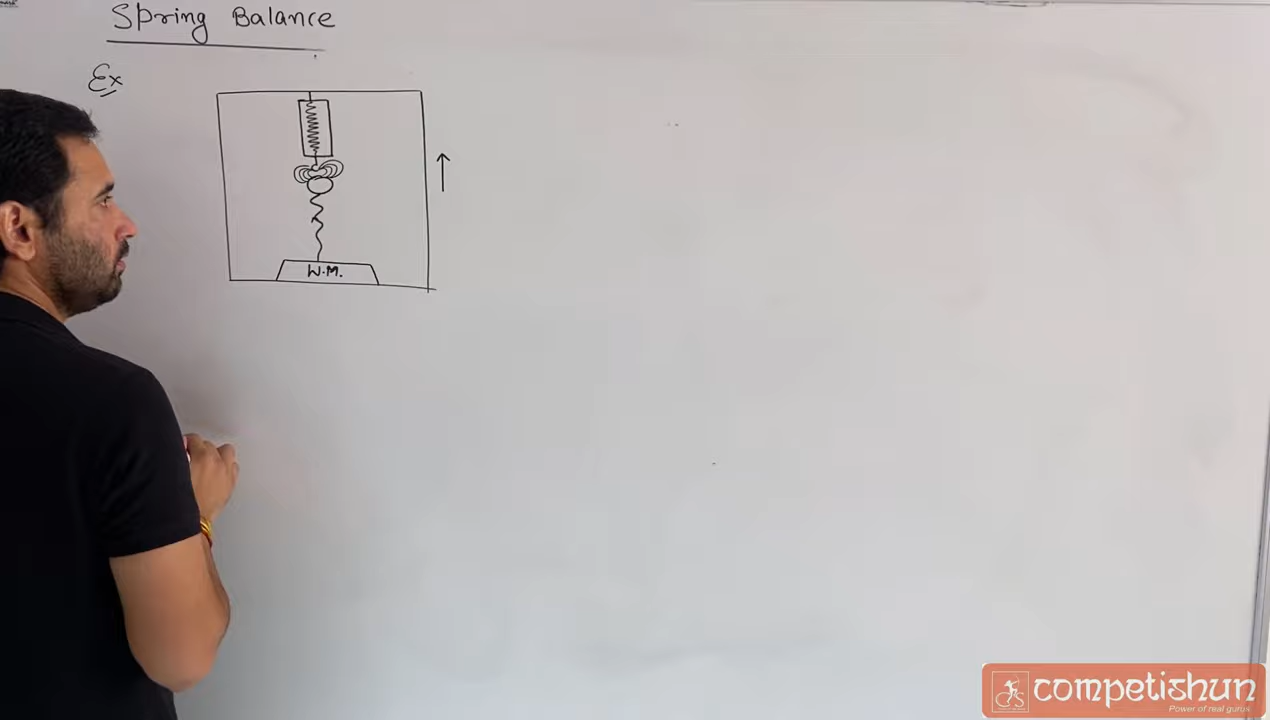 Spring Balance
Ex
W.M.
competishun
Power of real gurus